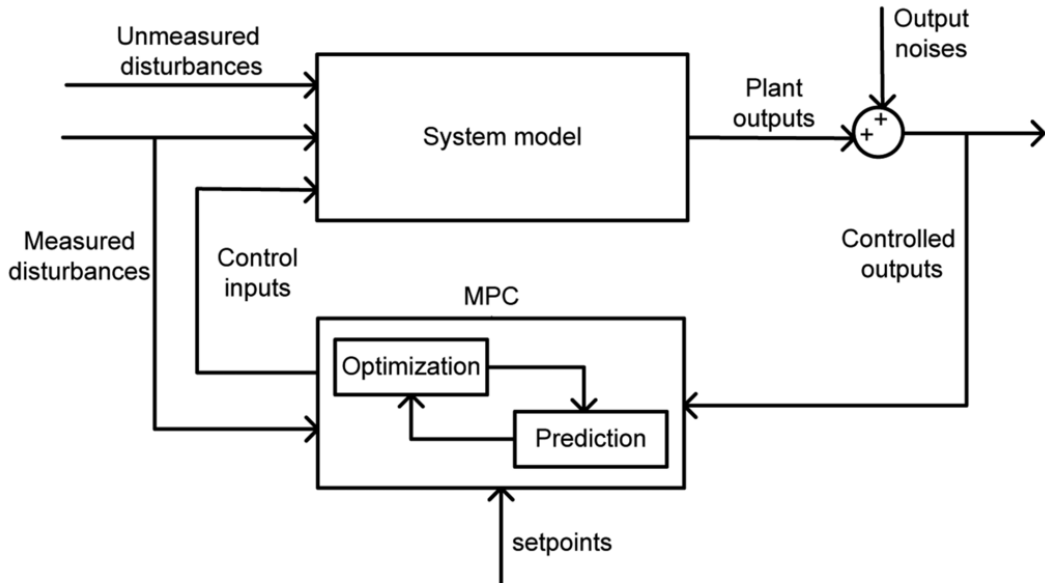 Unmeasured
disturbances
Output
noises
System model
Plant
outputs
+
+
Measured
disturbances
Control
inputs
Controlled
outputs
MPC
Optimization
Prediction
setpoints